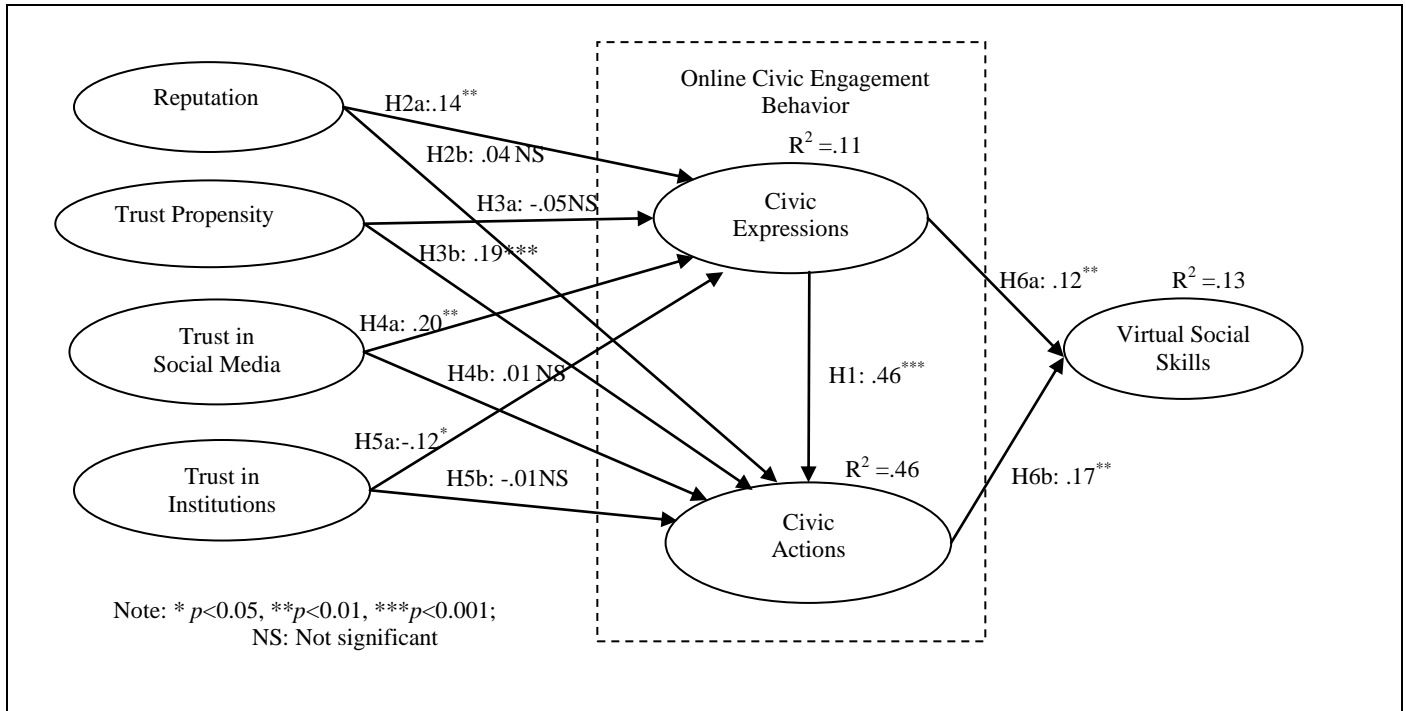 Online Civic Engagement
Behavior
Reputation
H2a:.14**
R² =.11
H2b: .04 NS
Trust Propensity
H3a: -.05NS
Civic
Expressions
H3b: .19***
H6a: .12**
R² =.13
Trust in
Social Media
H4a: .20**
Virtual Social
Skills
H4b: .01 NS
H1: .46***
H5a:-.12*
Trust in
Institutions
H5b: -.01NS
R² =.46
H6b: .17**
Civic
Actions
Note: * p<0.05, **p<0.01, ***p<0.001;
NS: Not significant